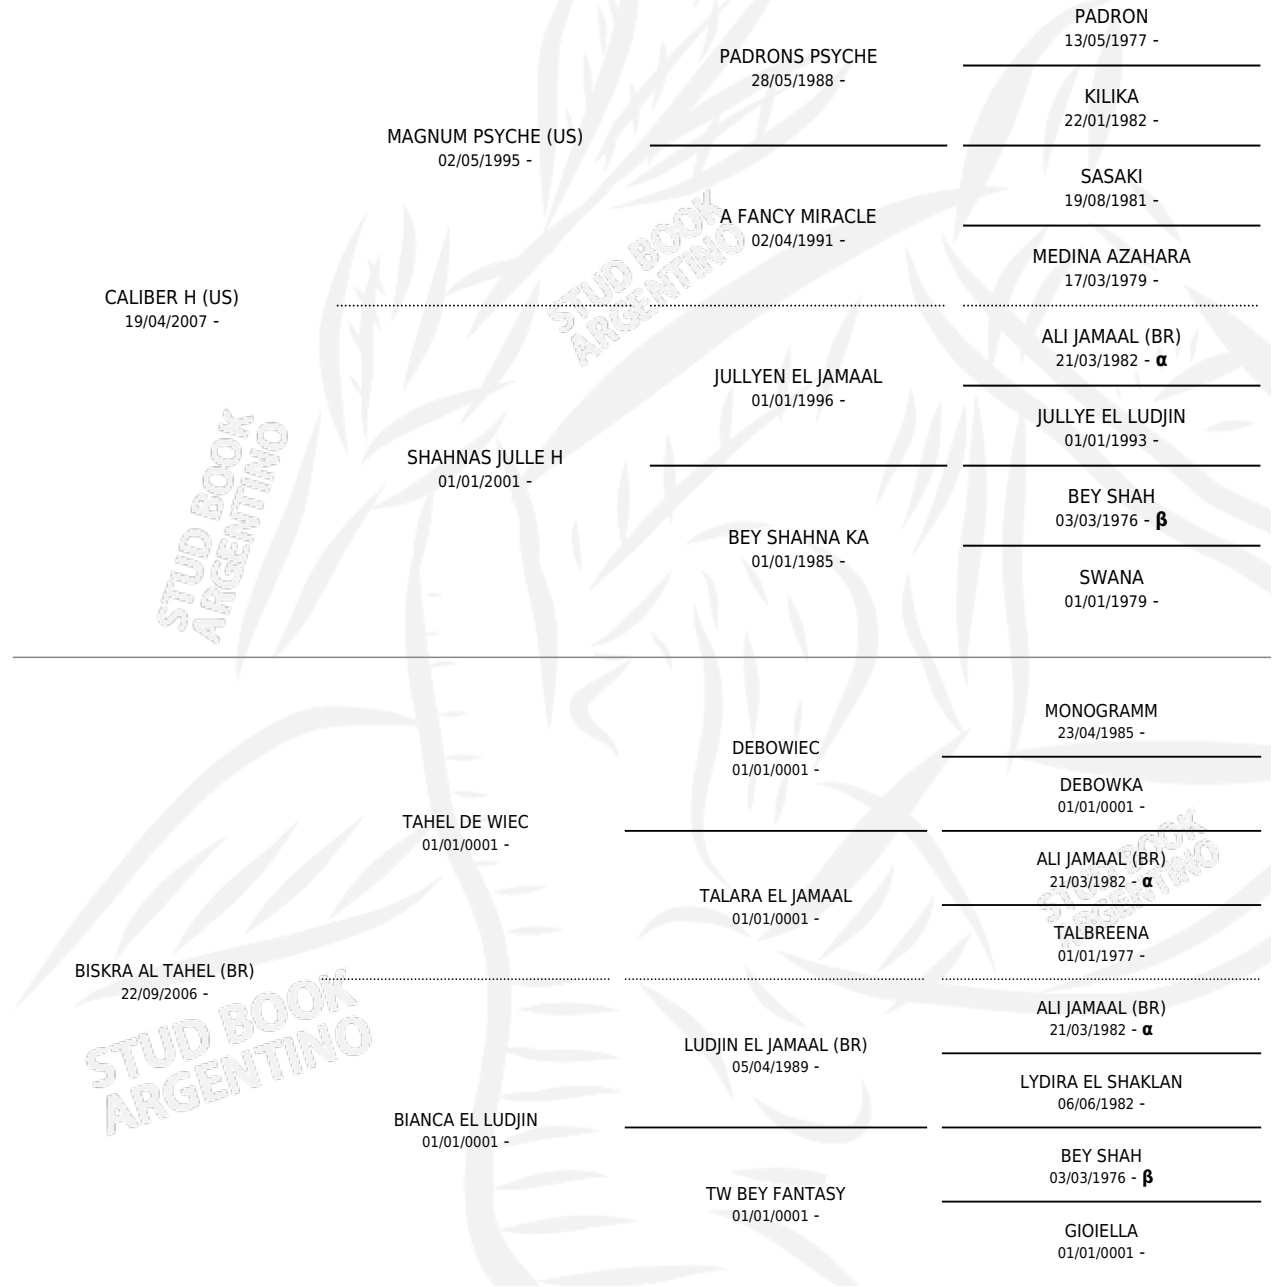 PADRON
13/05/1977 -
PADRONS PSYCHE
28/05/1988 -
KILIKA
22/01/1982 -
MAGNUM PSYCHE (US)
02/05/1995 -
SASAKI
19/08/1981 -
A FANCY MIRACLE
02/04/1991 -
MEDINA AZAHARA
17/03/1979 -
CALIBER H (US)
19/04/2007 -
ALI JAMAAL (BR)
21/03/1982 - α
JULLYEN EL JAMAAL
01/01/1996 -
JULLYE EL LUDJIN
01/01/1993 -
SHAHNAS JULLE H
01/01/2001 -
BEY SHAH
03/03/1976 - β
BEY SHAHNA KA
01/01/1985 -
SWANA
01/01/1979 -
MONOGRAMM
23/04/1985 -
DEBOWIEC
01/01/0001 -
DEBOWKA
01/01/0001 -
TAHEL DE WIEC
01/01/0001 -
ALI JAMAAL (BR)
21/03/1982 - α
TALARA EL JAMAAL
01/01/0001 -
TALBREENA
01/01/1977 -
BISKRA AL TAHEL (BR)
22/09/2006 -
ALI JAMAAL (BR)
21/03/1982 - α
LUDJIN EL JAMAAL (BR)
05/04/1989 -
LYDIRA EL SHAKLAN
06/06/1982 -
BIANCA EL LUDJIN
01/01/0001 -
BEY SHAH
03/03/1976 - β
TW BEY FANTASY
01/01/0001 -
GIOIELLA
01/01/0001 -
STUD BOOK
ARGENTINO
STUD BOOK
ARGENTINO
STUD BOOK
ARGENTINO
STUD BOOK
ARGENTINO